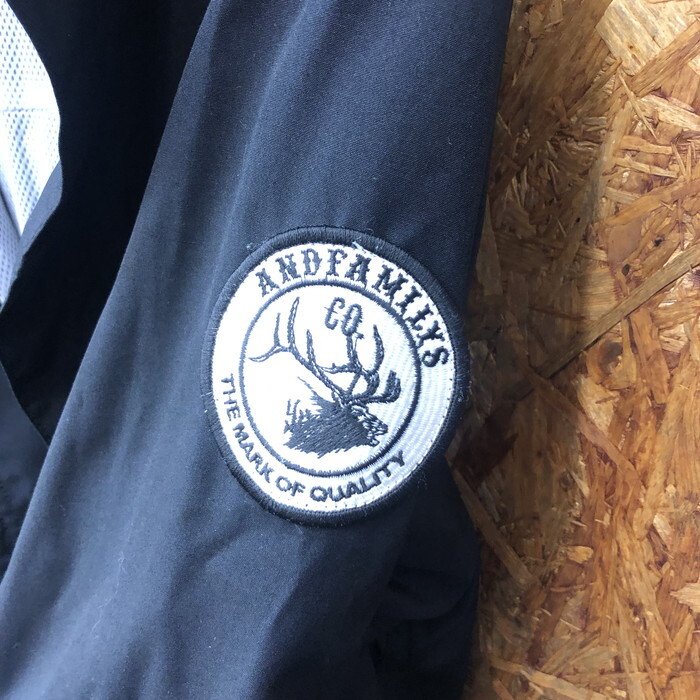 ANDFAMILYS
CO.
THE MARK OF QUALITY